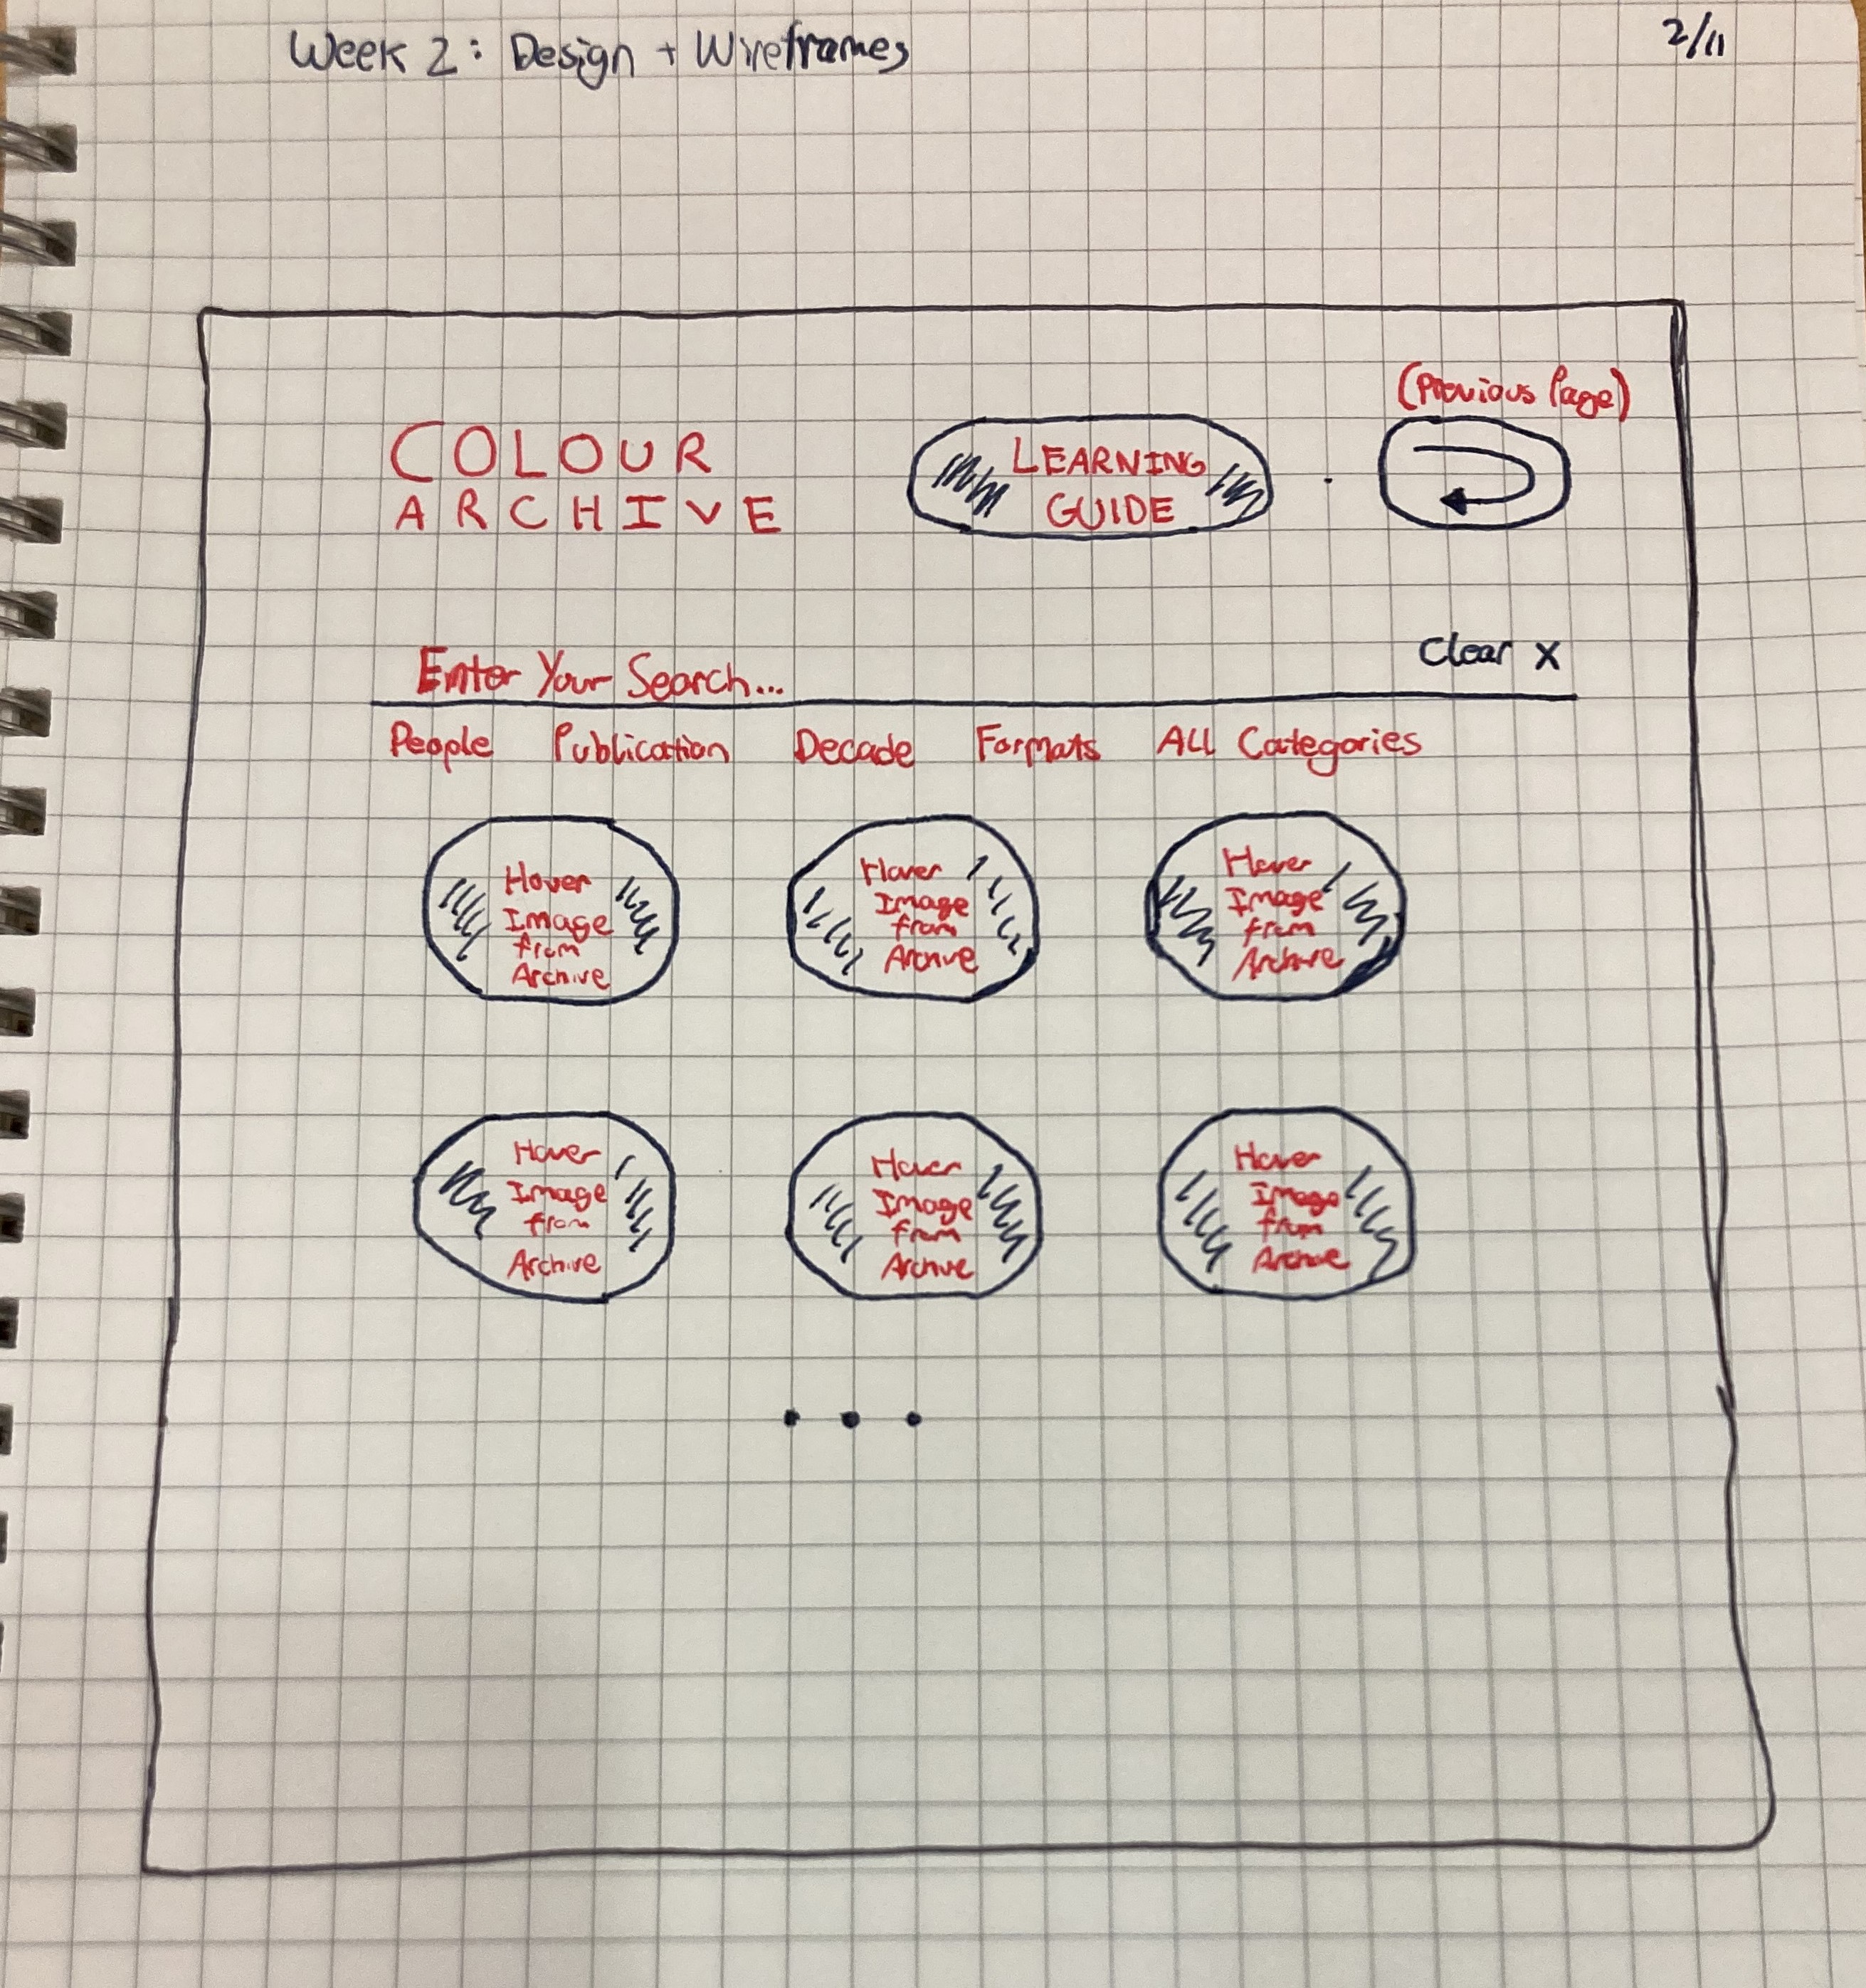 Week 2: Design + Wireframes
2/11
(Previous Page)
COLOUR
ARCHIVE
LEARNING
GUIDE
Enter Your Search...
Clear X
People Publication Decade Formats All Categories
Hover
Image
from
Archive
Hover
Image
from
Archive
Hover
Image
from
Archive
Hover
Image
from
Archive
Hover
Image
from
Archive
Hover
Image
from
Archive